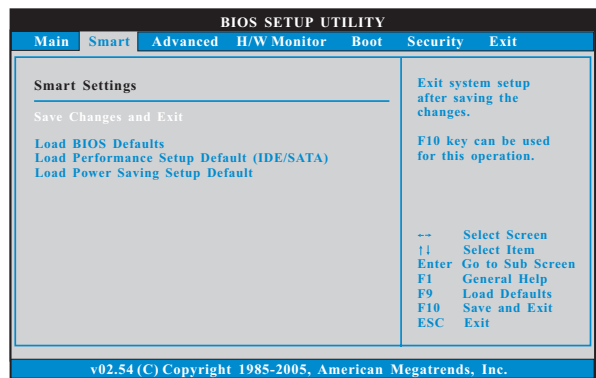 BIOS SETUP UTILITY
Main Smart Advanced H/W Monitor Boot Security Exit
Smart Settings
Save Changes and Exit
Load BIOS Defaults
Load Performance Setup Default (IDE/SATA)
Load Power Saving Setup Default
Exit system setup
after saving the
changes.
F10 key can be used
for this operation.
←→ Select Screen
↑↓ Select Item
Enter Go to Sub Screen
F1 General Help
F9 Load Defaults
F10 Save and Exit
ESC Exit
v02.54 (C) Copyright 1985-2005, American Megatrends, Inc.